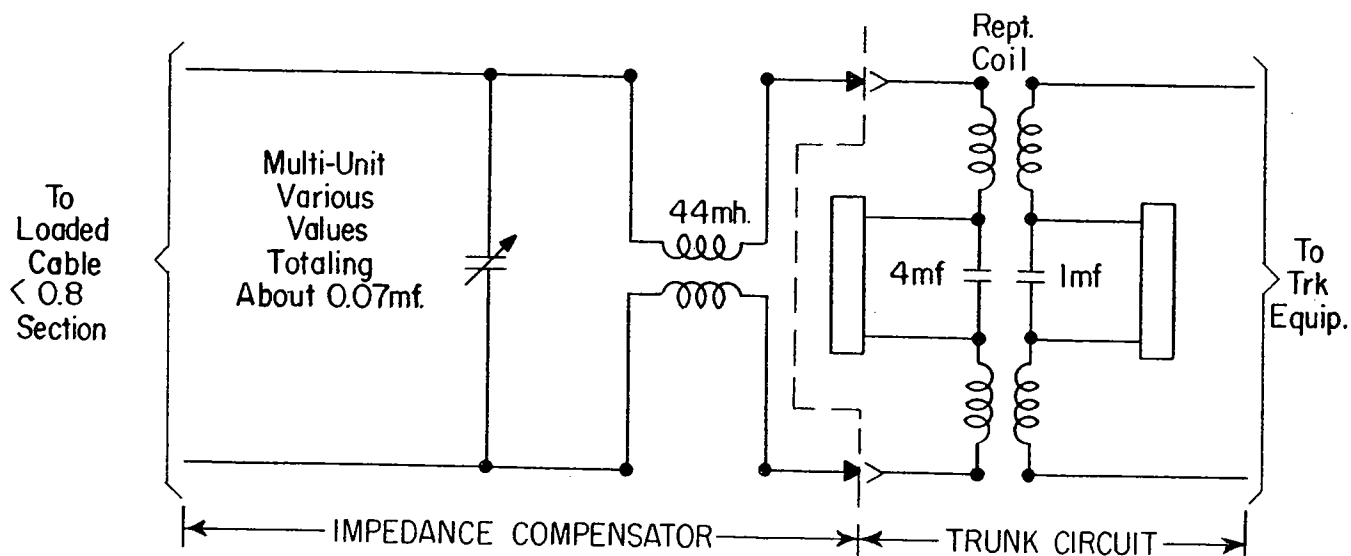 Rept.
Coil
Multi-Unit
Various
Values
Totaling
About 0.07mf.
To
Loaded
Cable
< 0.8
Section
44mh.
4mf
1mf
To
Trk
Equip.
IMPEDANCE COMPENSATOR
TRUNK CIRCUIT